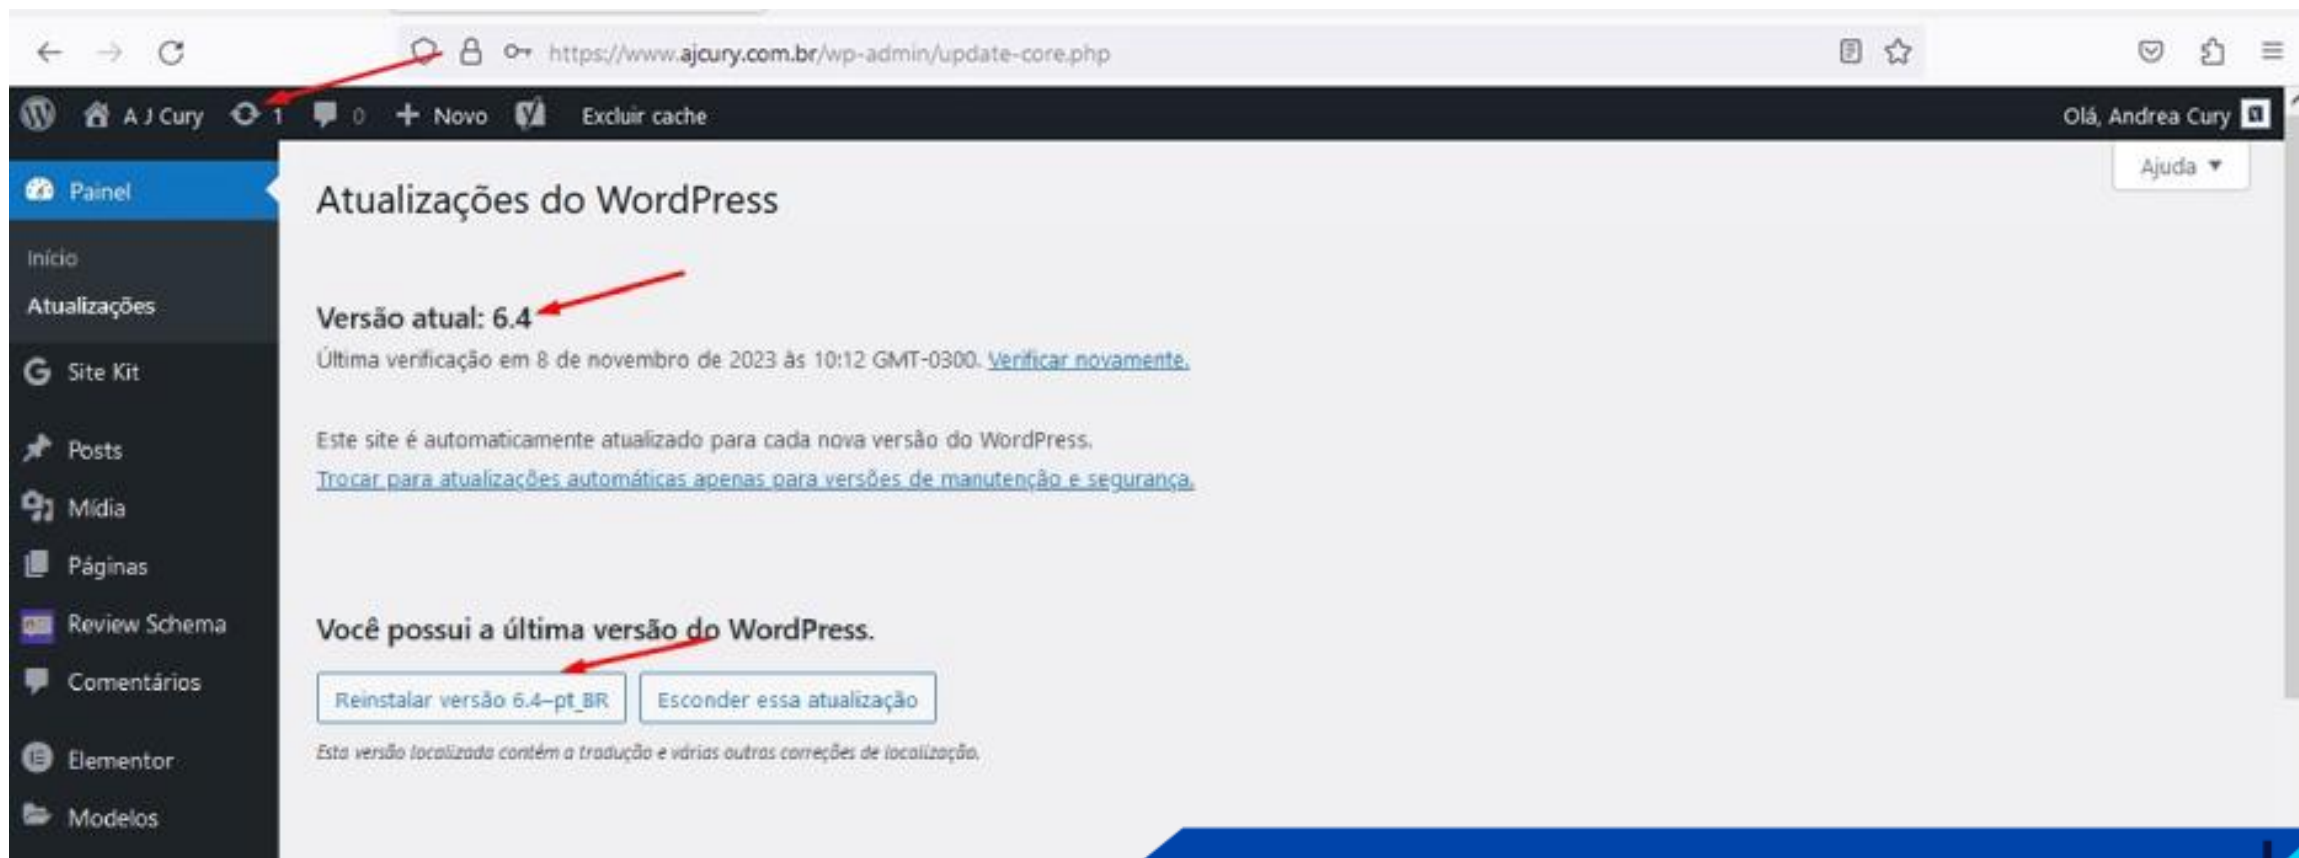 https://www.ajcury.com.br/wp-admin/update-core.php
A J Cury 1 0 + Novo Excluir cache Olá, Andrea Cury
Ajuda
Painel
Início
Atualizações
Site Kit
Posts
Mídia
Páginas
Review Schema
Comentários
Elementor
Modelos
Atualizações do WordPress
Versão atual: 6.4
Última verificação em 8 de novembro de 2023 às 10:12 GMT-0300. Verificar novamente.
Este site é automaticamente atualizado para cada nova versão do WordPress.
Trocar para atualizações automáticas apenas para versões de manutenção e segurança.
Você possui a última versão do WordPress.
Reinstalar versão 6.4–pt_BR Esconder essa atualização
Esta versão localizada contém a tradução e várias outras correções de localização.